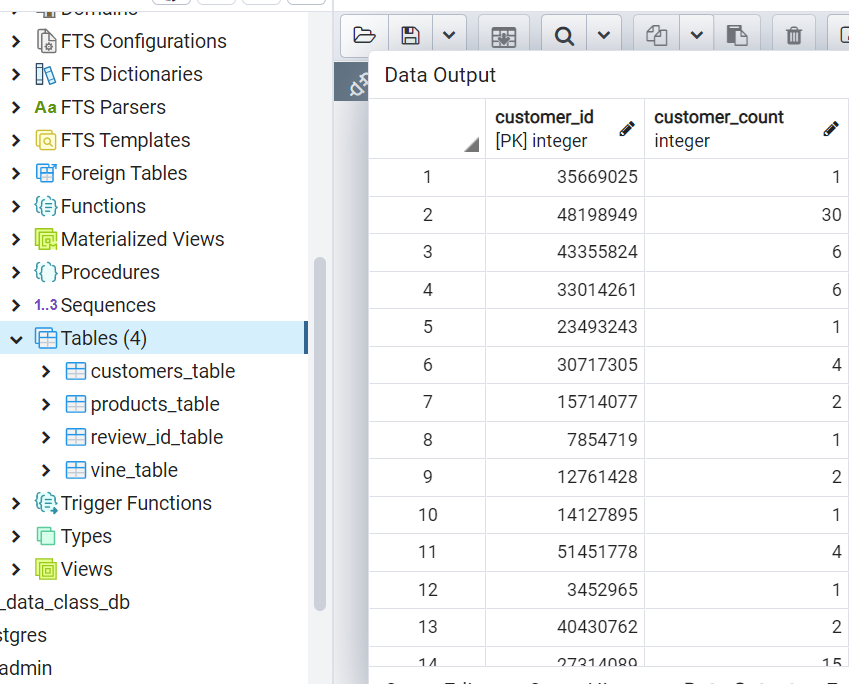 Domains
FTS Configurations
FTS Dictionaries
Aa FTS Parsers
FTS Templates
Foreign Tables
Functions
Materialized Views
Procedures
1..3 Sequences
Tables (4)
customers_table
products_table
review_id_table
vine_table
Trigger Functions
Types
Views
_data_class_db
stgres
admin
Data Output
customer_id
[PK] integer
customer_count
integer
1 35669025 1
2 48198949 30
3 43355824 6
4 33014261 6
5 23493243 1
6 30717305 4
7 15714077 2
8 7854719 1
9 12761428 2
10 14127895 1
11 51451778 4
12 3452965 1
13 40430762 2
14 27314089 15